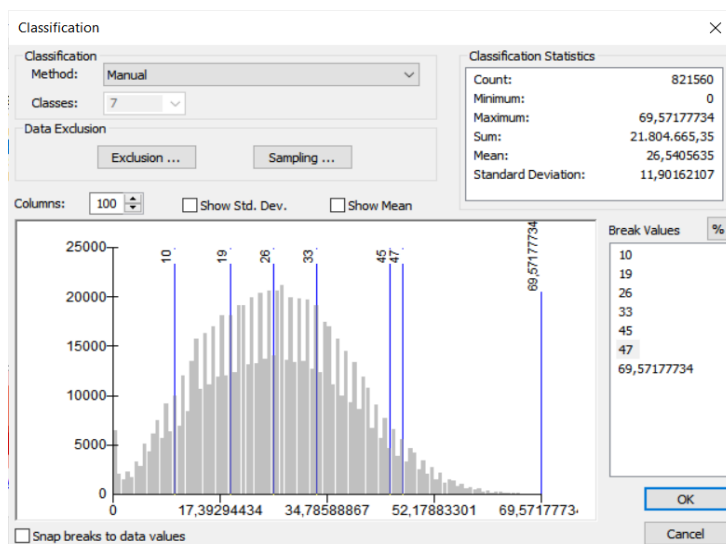 Classification
Classification
Method: Manual
Classes: 7
Data Exclusion
Exclusion ...
Sampling ...
Classification Statistics
Count: 821560
Minimum: 0
Maximum: 69,57177734
Sum: 21.804.665,35
Mean: 26,5405635
Standard Deviation: 11,90162107
Columns: 100
Show Std. Dev.
Show Mean
Break Values
%
10
19
26
33
45
47
69,57177734
25000
20000
15000
10000
5000
0
10
19
26
33
45
47
69,57177734
0
17,39294434
34,78588867
52,17883301
69,5717773
Snap breaks to data values
OK
Cancel